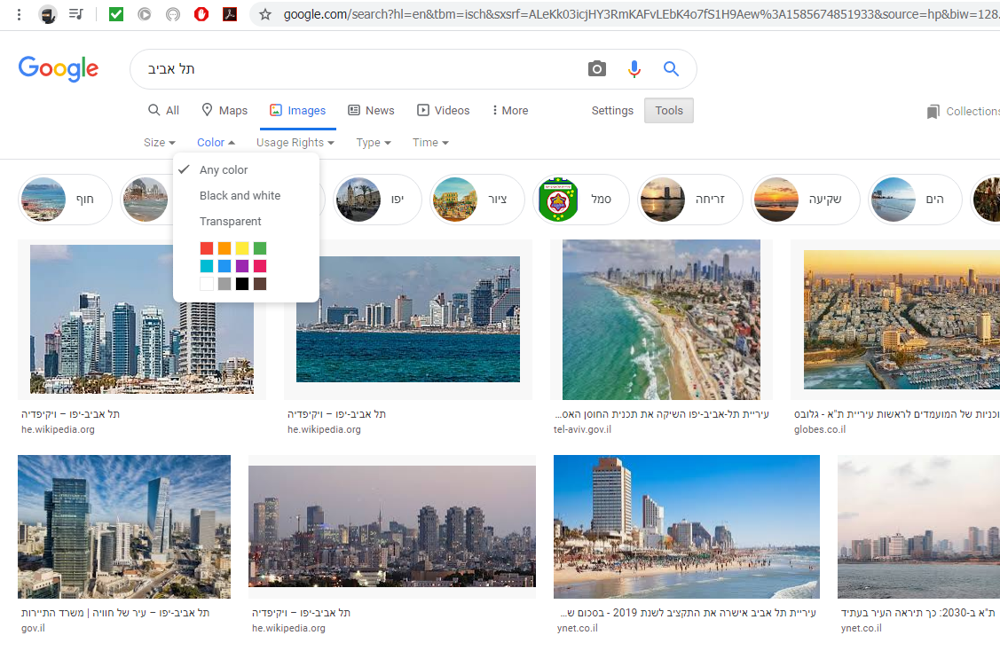 google.com/search?hl=en&tbm=isch&sxsrf=ALeKk03icjHY3RmKAFvLEbK4o7fS1H9Aew%3A1585674851933&source=hp&biw=128
Google
תל אביב
All Maps Images News Videos More Settings Tools Collections
Size Color Usage Rights Type Time
Any color
Black and white
Transparent
חוף יפו ציור סמל זריחה שקיעה הים
תל אביב-יפו – ויקיפדיה
he.wikipedia.org
תל אביב-יפו – ויקיפדיה
he.wikipedia.org
עיריית תל-אביב-יפו השיקה את תכנית החוסן האס...
tel-aviv.gov.il
וכניות של המועמדים לראשות עיריית ת"א - גלובס
globes.co.il
תל אביב-יפו – עיר של חוויה | משרד התיירות
gov.il
תל אביב-יפו – ויקיפדיה
he.wikipedia.org
עיריית תל אביב אישרה את התקציב לשנת 2019 - בסכום ש...
ynet.co.il
ת"א ב-2030: כך תיראה העיר בעתיד
ynet.co.il